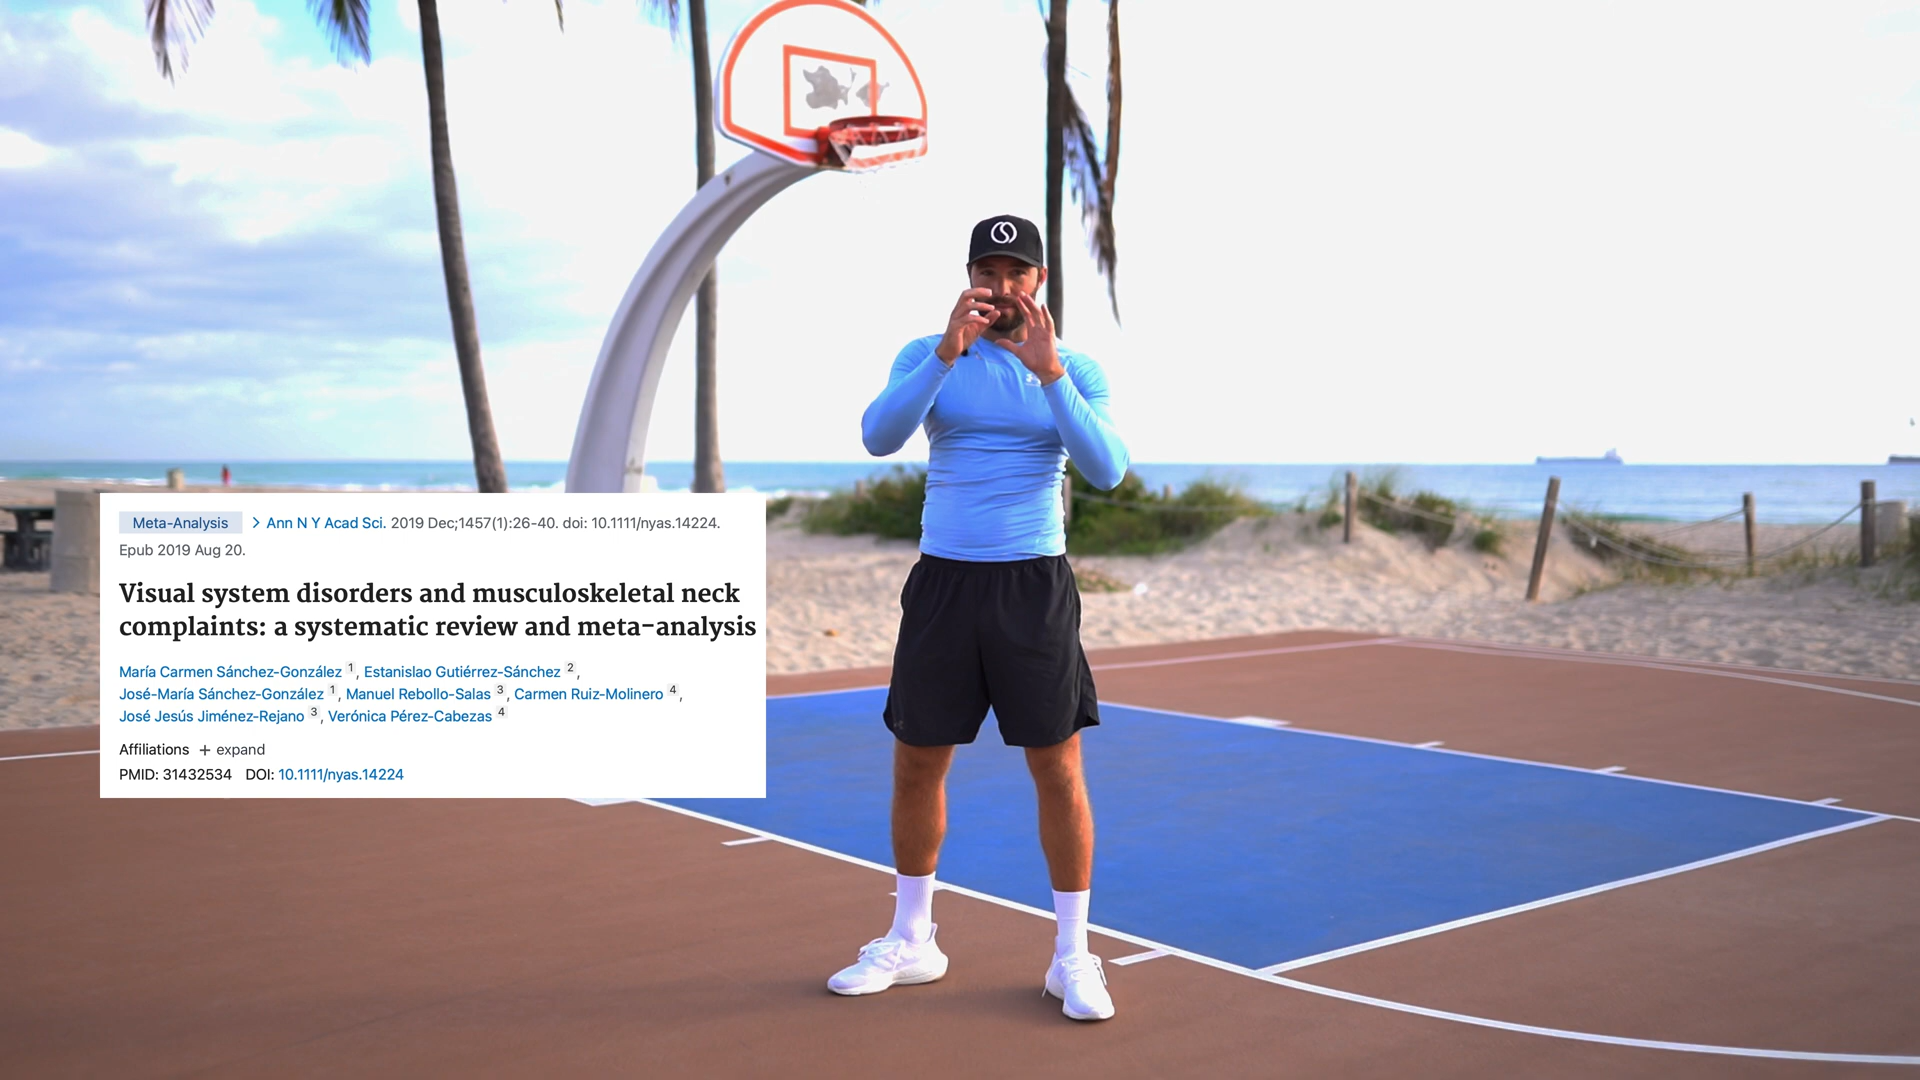 Meta-Analysis > Ann N Y Acad Sci. 2019 Dec;1457(1):26-40. doi: 10.1111/nyas.14224.
Epub 2019 Aug 20.
Visual system disorders and musculoskeletal neck
complaints: a systematic review and meta-analysis
María Carmen Sánchez-González 1, Estanislao Gutiérrez-Sánchez 2,
José-María Sánchez-González 1, Manuel Rebollo-Salas 3, Carmen Ruiz-Molinero 4,
José Jesús Jiménez-Rejano 3, Verónica Pérez-Cabezas 4
Affiliations + expand
PMID: 31432534 DOI: 10.1111/nyas.14224